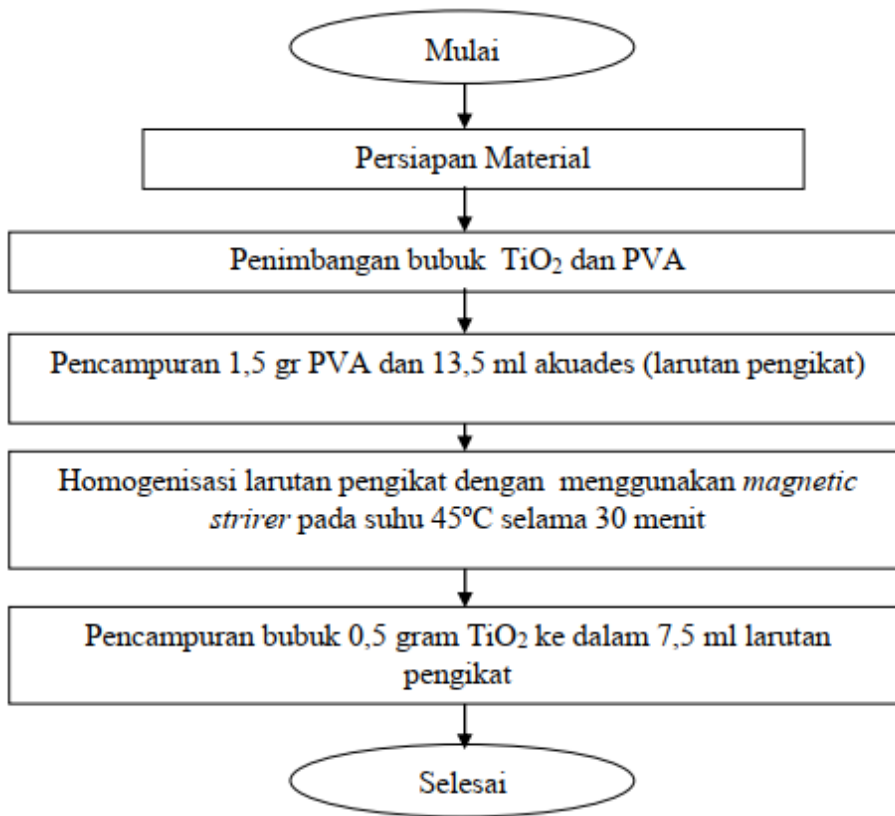 Mulai
Persiapan Material
Penimbangan bubuk TiO₂ dan PVA
Pencampuran 1,5 gr PVA dan 13,5 ml akuades (larutan pengikat)
Homogenisasi larutan pengikat dengan menggunakan magnetic
strirer pada suhu 45ºC selama 30 menit
Pencampuran bubuk 0,5 gram TiO₂ ke dalam 7,5 ml larutan
pengikat
Selesai